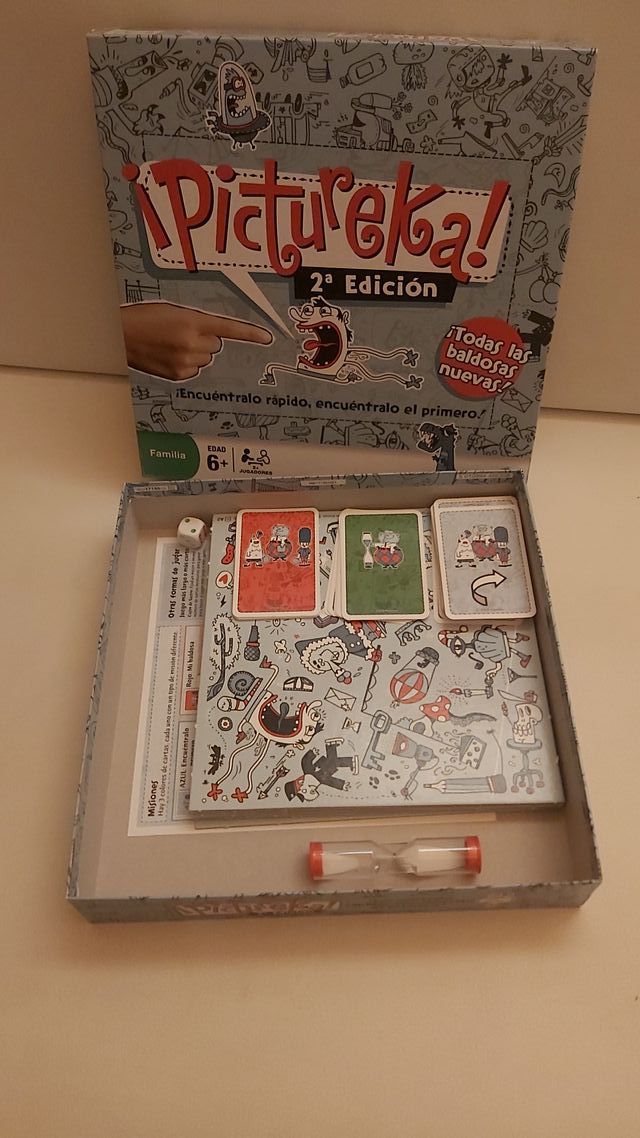 ¡Pictureka!
2ª Edición
¡Todas las
baldosas
nuevas!
¡Encuéntralo rápido, encuéntralo el primero!
Familia
EDAD
6+
2+
JUGADORES
Otras formas de jugar
Misiones
Hay 3 colores de cartas, cada uno con un tipo de misión diferente
AZUL Encuéntralo
Rojo Mi baldosa
¡Pictureka!